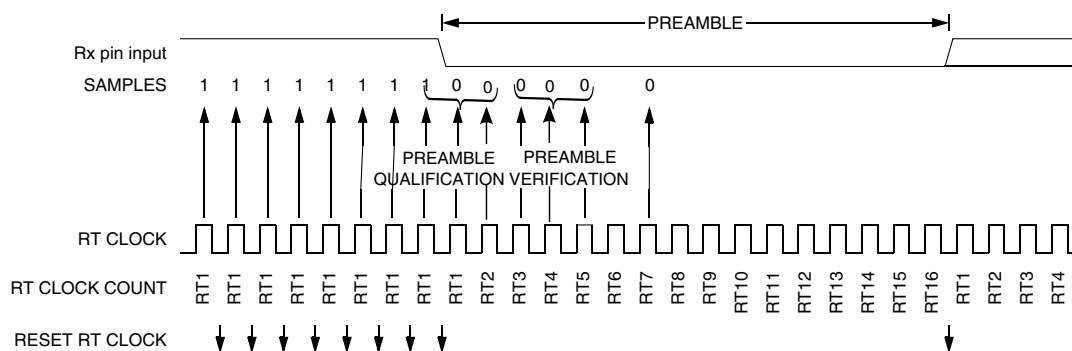 PREAMBLE
Rx pin input
SAMPLES 1 1 1 1 1 1 1 1 0 0 0 0 0 0
PREAMBLE PREAMBLE
QUALIFICATION VERIFICATION
RT CLOCK
RT CLOCK COUNT RT1 RT1 RT1 RT1 RT1 RT1 RT1 RT1 RT1 RT2 RT3 RT4 RT5 RT6 RT7 RT8 RT9 RT10 RT11 RT12 RT13 RT14 RT15 RT16 RT1 RT2 RT3 RT4
RESET RT CLOCK